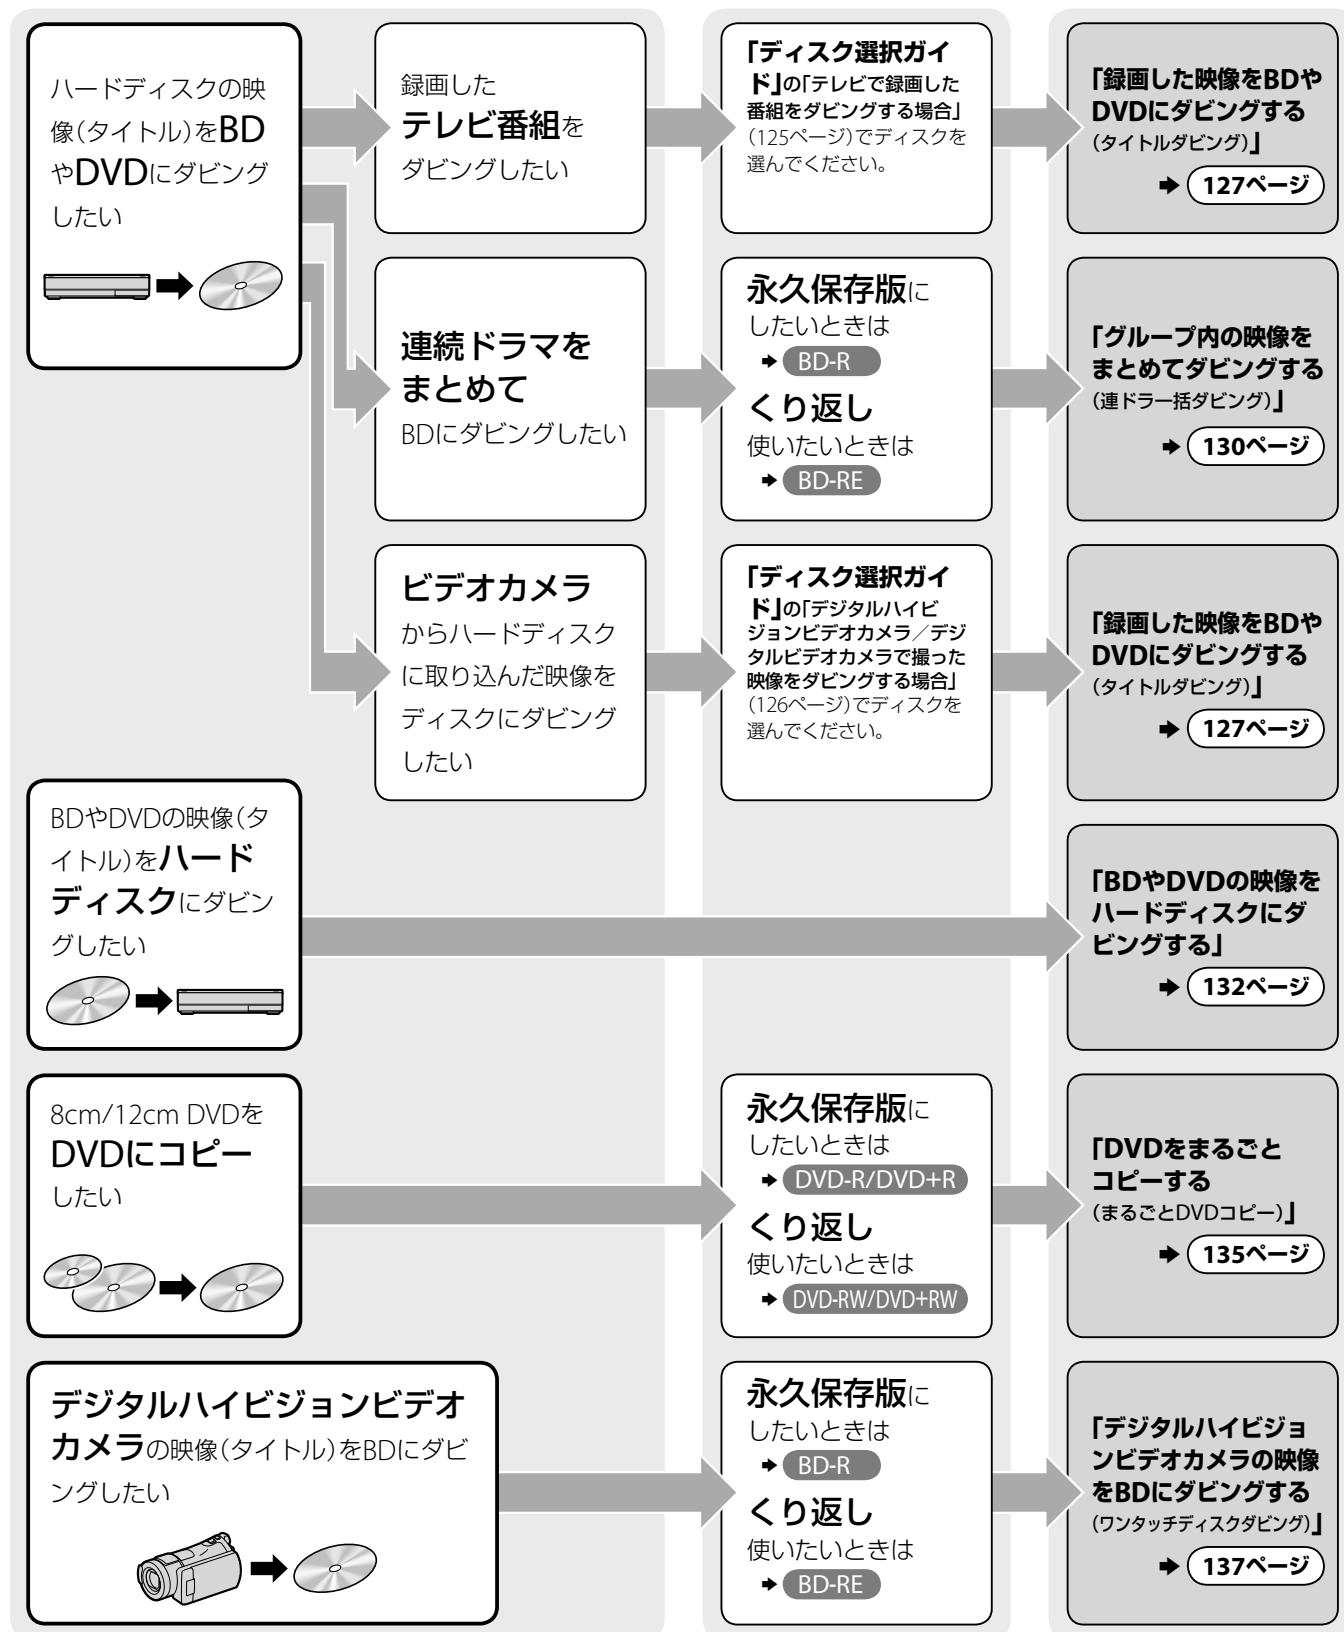 ハードディスクの映
像（タイトル）をBD
やDVDにダビング
したい
録画した
テレビ番組を
ダビングしたい
「ディスク選択ガイ
ド」の「テレビで録画した
番組をダビングする場合」
（125ページ）でディスクを
選んでください。
「録画した映像をBDや
DVDにダビングする
（タイトルダビング）」
➔ 127ページ
連続ドラマを
まとめて
BDにダビングしたい
永久保存版に
したいときは
➔ BD-R
くり返し
使いたいときは
➔ BD-RE
「グループ内の映像を
まとめてダビングする
（連ドラ一括ダビング）」
➔ 130ページ
ビデオカメラ
からハードディスク
に取り込んだ映像を
ディスクにダビング
したい
「ディスク選択ガイ
ド」の「デジタルハイビ
ジョンビデオカメラ／デジ
タルビデオカメラで撮った
映像をダビングする場合」
（126ページ）でディスクを
選んでください。
「録画した映像をBDや
DVDにダビングする
（タイトルダビング）」
➔ 127ページ
BDやDVDの映像（タ
イトル）をハード
ディスクにダビン
グしたい
「BDやDVDの映像を
ハードディスクにダ
ビングする」
➔ 132ページ
8cm/12cm DVDを
DVDにコピー
したい
永久保存版に
したいときは
➔ DVD-R/DVD+R
くり返し
使いたいときは
➔ DVD-RW/DVD+RW
「DVDをまるごと
コピーする
（まるごとDVDコピー）」
➔ 135ページ
デジタルハイビジョンビデオ
カメラの映像（タイトル）をBDにダビ
ングしたい
永久保存版に
したいときは
➔ BD-R
くり返し
使いたいときは
➔ BD-RE
「デジタルハイビジョ
ンビデオカメラの映像
をBDにダビングする
（ワンタッチディスクダビング）」
➔ 137ページ